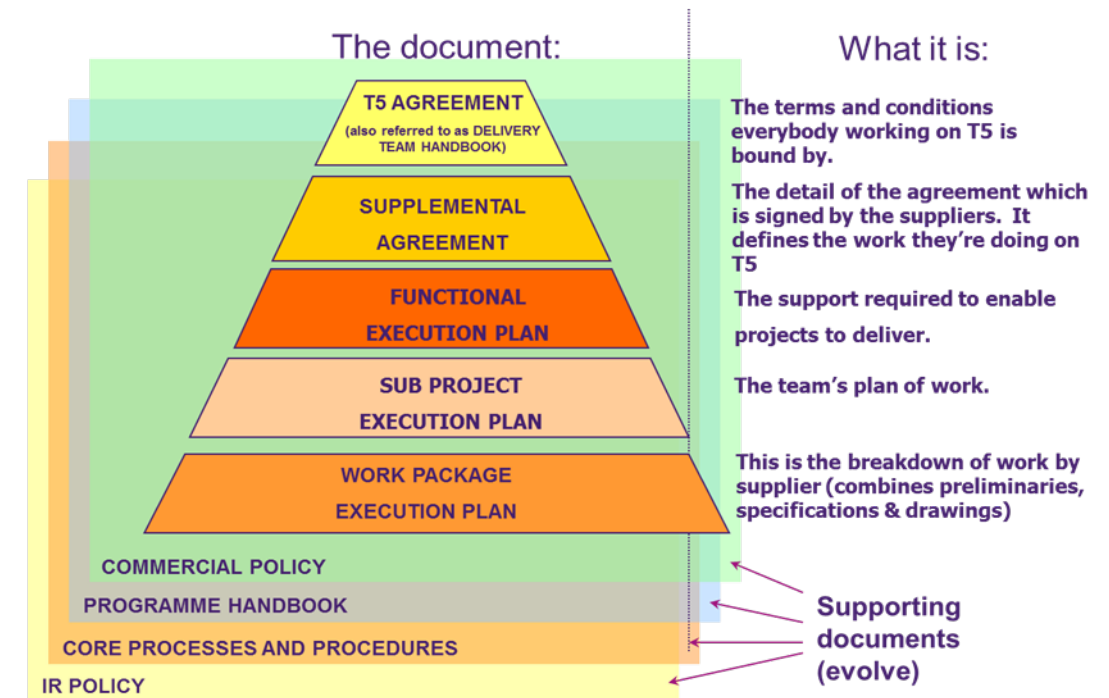 The document:
What it is:
T5 AGREEMENT
(also referred to as DELIVERY
TEAM HANDBOOK)
The terms and conditions
everybody working on T5 is
bound by.
SUPPLEMENTAL
AGREEMENT
The detail of the agreement which
is signed by the suppliers. It
defines the work they're doing on
T5
FUNCTIONAL
EXECUTION PLAN
The support required to enable
projects to deliver.
SUB PROJECT
EXECUTION PLAN
The team's plan of work.
WORK PACKAGE
EXECUTION PLAN
This is the breakdown of work by
supplier (combines preliminaries,
specifications & drawings)
COMMERCIAL POLICY
PROGRAMME HANDBOOK
CORE PROCESSES AND PROCEDURES
IR POLICY
Supporting
documents
(evolve)